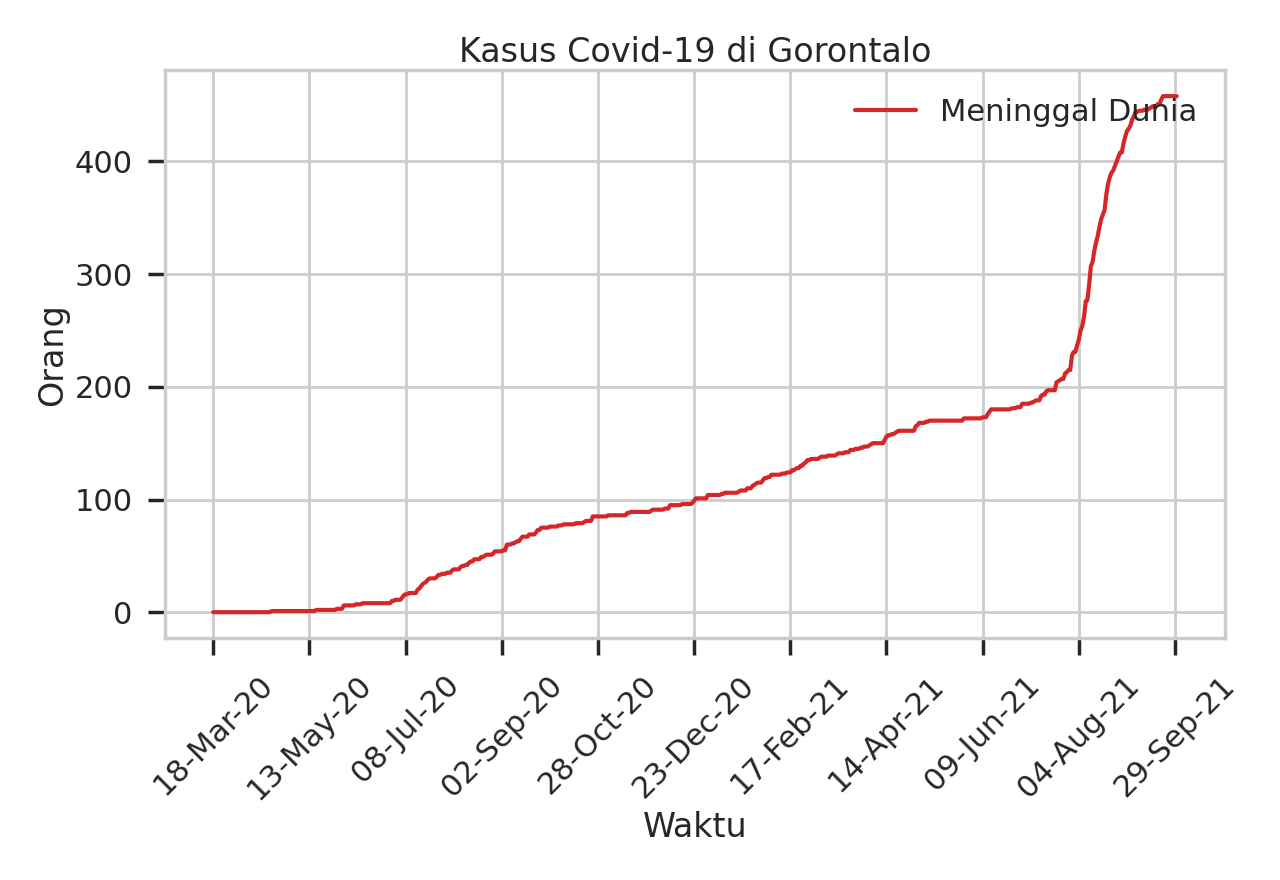 Kasus Covid-19 di Gorontalo
Meninggal Dunia
Orang
400
300
200
100
0
18-Mar-20
13-May-20
08-Jul-20
02-Sep-20
28-Oct-20
23-Dec-20
17-Feb-21
14-Apr-21
09-Jun-21
04-Aug-21
29-Sep-21
Waktu